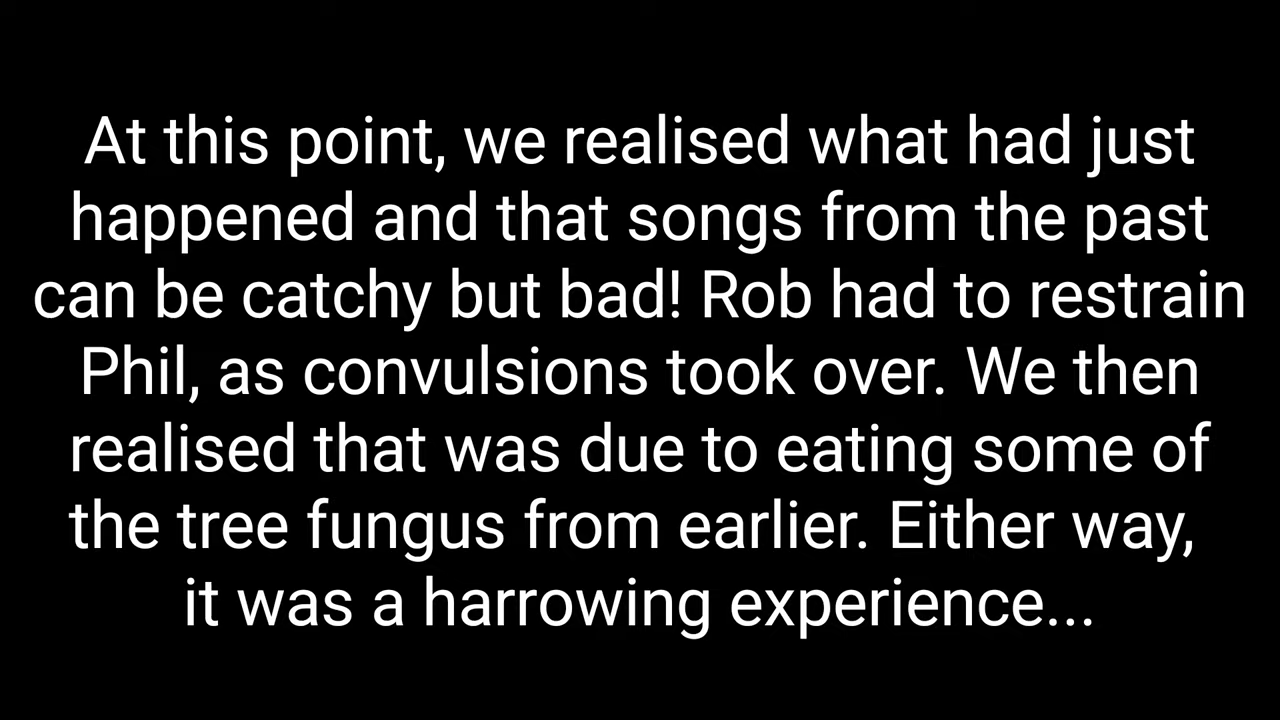 At this point, we realised what had just
happened and that songs from the past
can be catchy but bad! Rob had to restrain
Phil, as convulsions took over. We then
realised that was due to eating some of
the tree fungus from earlier. Either way,
it was a harrowing experience...